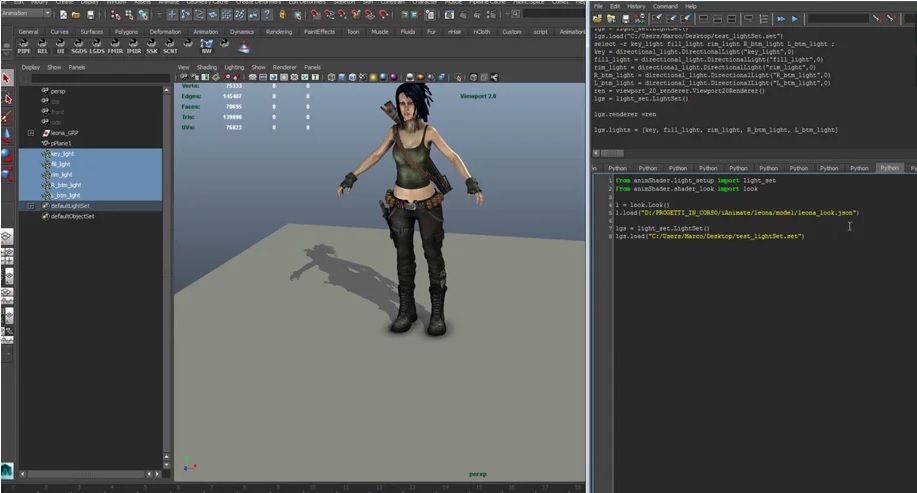 Animation
General Curves Surfaces Polygons Deformation Animation Dynamics Rendering PaintEffects Toon Muscle Fluids Fur nHair nCloth Custom script
PIPE REL UI SGDS LGDS FHIR FFIR SSK SCRT NW
Display Show Panels
View Shading Lighting Show Renderer Panels
persp
top
front
side
leona_GRP
pPlane1
key_light
fill_light
rim_light
R_btm_light
L_btm_light
defaultLightSet
defaultObjectSet
Verts: 75333 0 0
Edges: 145407 0 0
Faces: 70695 0 0
Tris: 139090 0 0
UVs: 76823 0 0
Viewport 2.0
persp
File Edit History Command Help
lgs.load("C:/Users/Marco/Desktop/test_lightSet.set")
select -r key_light fill_light rim_light R_btm_light L_btm_light ;
key = directional_light.DirectionalLight("key_light",0)
fill_light = directional_light.DirectionalLight("fill_light",0)
rim_light = directional_light.DirectionalLight("rim_light",0)
R_btm_light = directional_light.DirectionalLight("R_btm_light",0)
L_btm_light = directional_light.DirectionalLight("L_btm_light",0)
ren = viewport_20_renderer.Viewport20Renderer()
lgs = light_set.LightSet()
lgs.renderer =ren
lgs.lights = [key, fill_light, rim_light, R_btm_light, L_btm_light]
Python Python Python Python Python Python Python Python Python Python
1 from animShader.light_setup import light_set
2 from animShader.shader_look import look
3
4 l = look.Look()
5 l.load("D:/PROGETTI_IN_CORSO/iAnimate/leona/model/leona_look.json")
6
7 lgs = light_set.LightSet()
8 lgs.load("C:/Users/Marco/Desktop/test_lightSet.set")